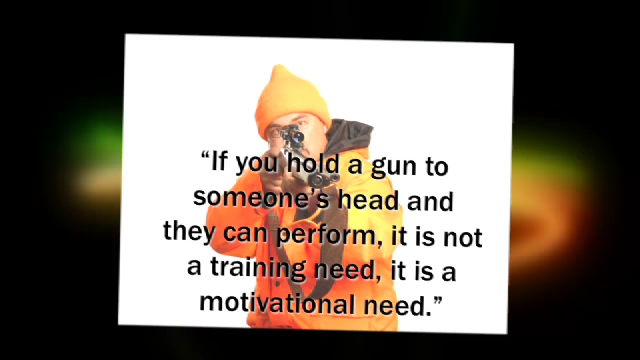 “If you hold a gun to
someone's head and
they can perform, it is not
a training need, it is a
motivational need.”